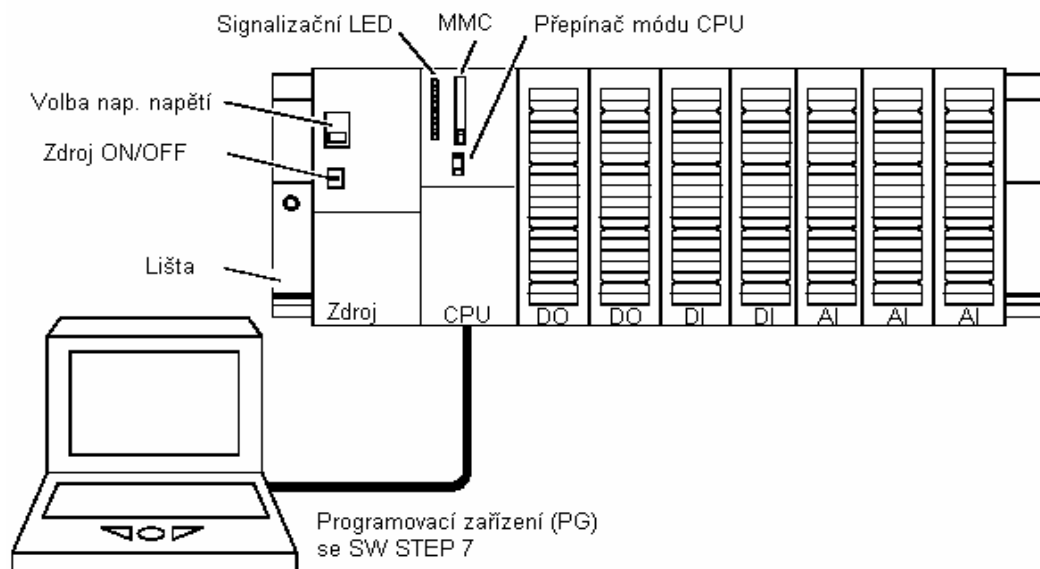 Signalizační LED
MMC
Přepínač módu CPU
Volba nap. napětí
Zdroj ON/OFF
Lišta
Zdroj
CPU
DO
DO
DI
DI
AI
AI
AI
Programovací zařízení (PG)
se SW STEP 7